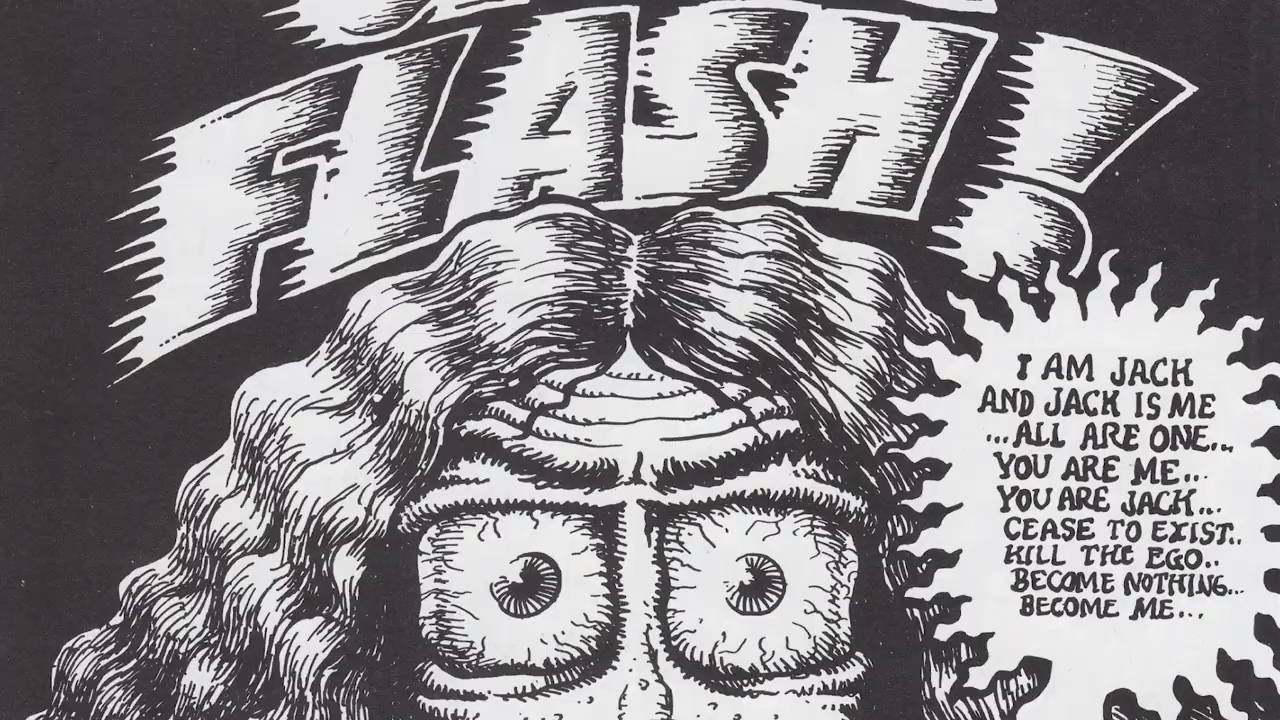 FLASH!
I AM JACK
AND JACK IS ME
...ALL ARE ONE...
YOU ARE ME...
YOU ARE JACK...
CEASE TO EXIST..
KILL THE EGO..
BECOME NOTHING...
BECOME ME...